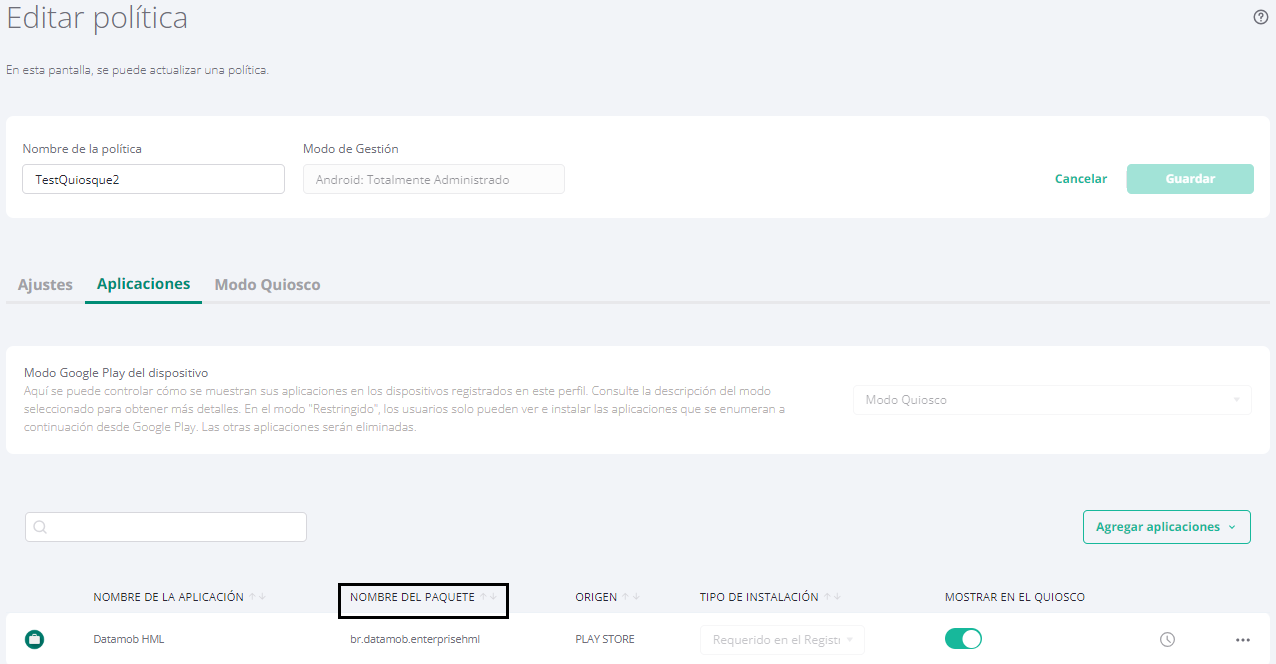 Editar política
En esta pantalla, se puede actualizar una política.
Nombre de la política
Modo de Gestión
TestQuiosque2
Android: Totalmente Administrado
Cancelar
Guardar
Ajustes
Aplicaciones
Modo Quiosco
Modo Google Play del dispositivo
Aquí se puede controlar cómo se muestran sus aplicaciones en los dispositivos registrados en este perfil. Consulte la descripción del modo
seleccionado para obtener más detalles. En el modo "Restringido", los usuarios solo pueden ver e instalar las aplicaciones que se enumeran a
continuación desde Google Play. Las otras aplicaciones serán eliminadas.
Modo Quiosco
Agregar aplicaciones
NOMBRE DE LA APLICACIÓN
NOMBRE DEL PAQUETE
ORIGEN
TIPO DE INSTALACIÓN
MOSTRAR EN EL QUIOSCO
Datamob HML
br.datamob.enterprisehml
PLAY STORE
Requerido en el Registr